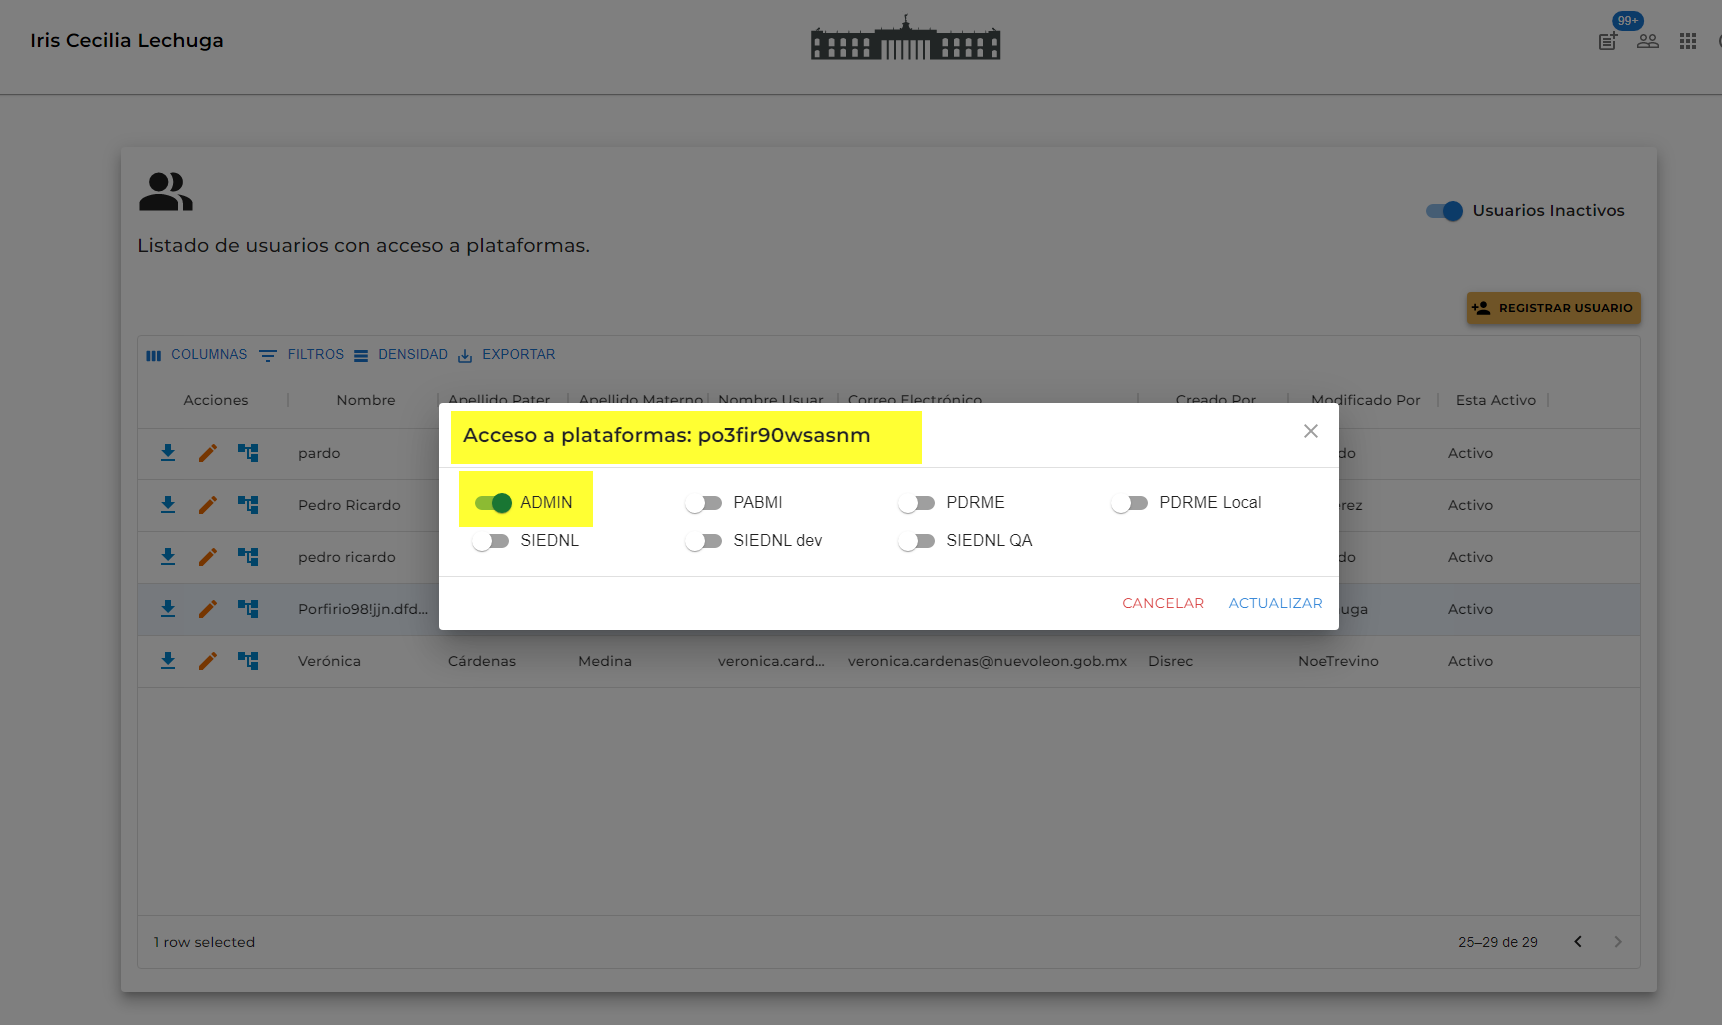 99+
Iris Cecilia Lechuga
Usuarios Inactivos
Listado de usuarios con acceso a plataformas.
REGISTRAR USUARIO
COLUMNAS FILTROS DENSIDAD EXPORTAR
Acciones Nombre Apellido Pater Apellido Materno Nombre Usuar Correo Electrónico Creado Por Modificado Por Esta Activo
Acceso a plataformas: po3fir90wsasnm
pardo do Activo
ADMIN PABMI PDRME PDRME Local
Pedro Ricardo rez Activo
SIEDNL SIEDNL dev SIEDNL QA
pedro ricardo do Activo
CANCELAR ACTUALIZAR
Porfirio98!jjn.dfd... uga Activo
Verónica Cárdenas Medina veronica.card... veronica.cardenas@nuevoleon.gob.mx Disrec NoeTrevino Activo
1 row selected 25–29 de 29